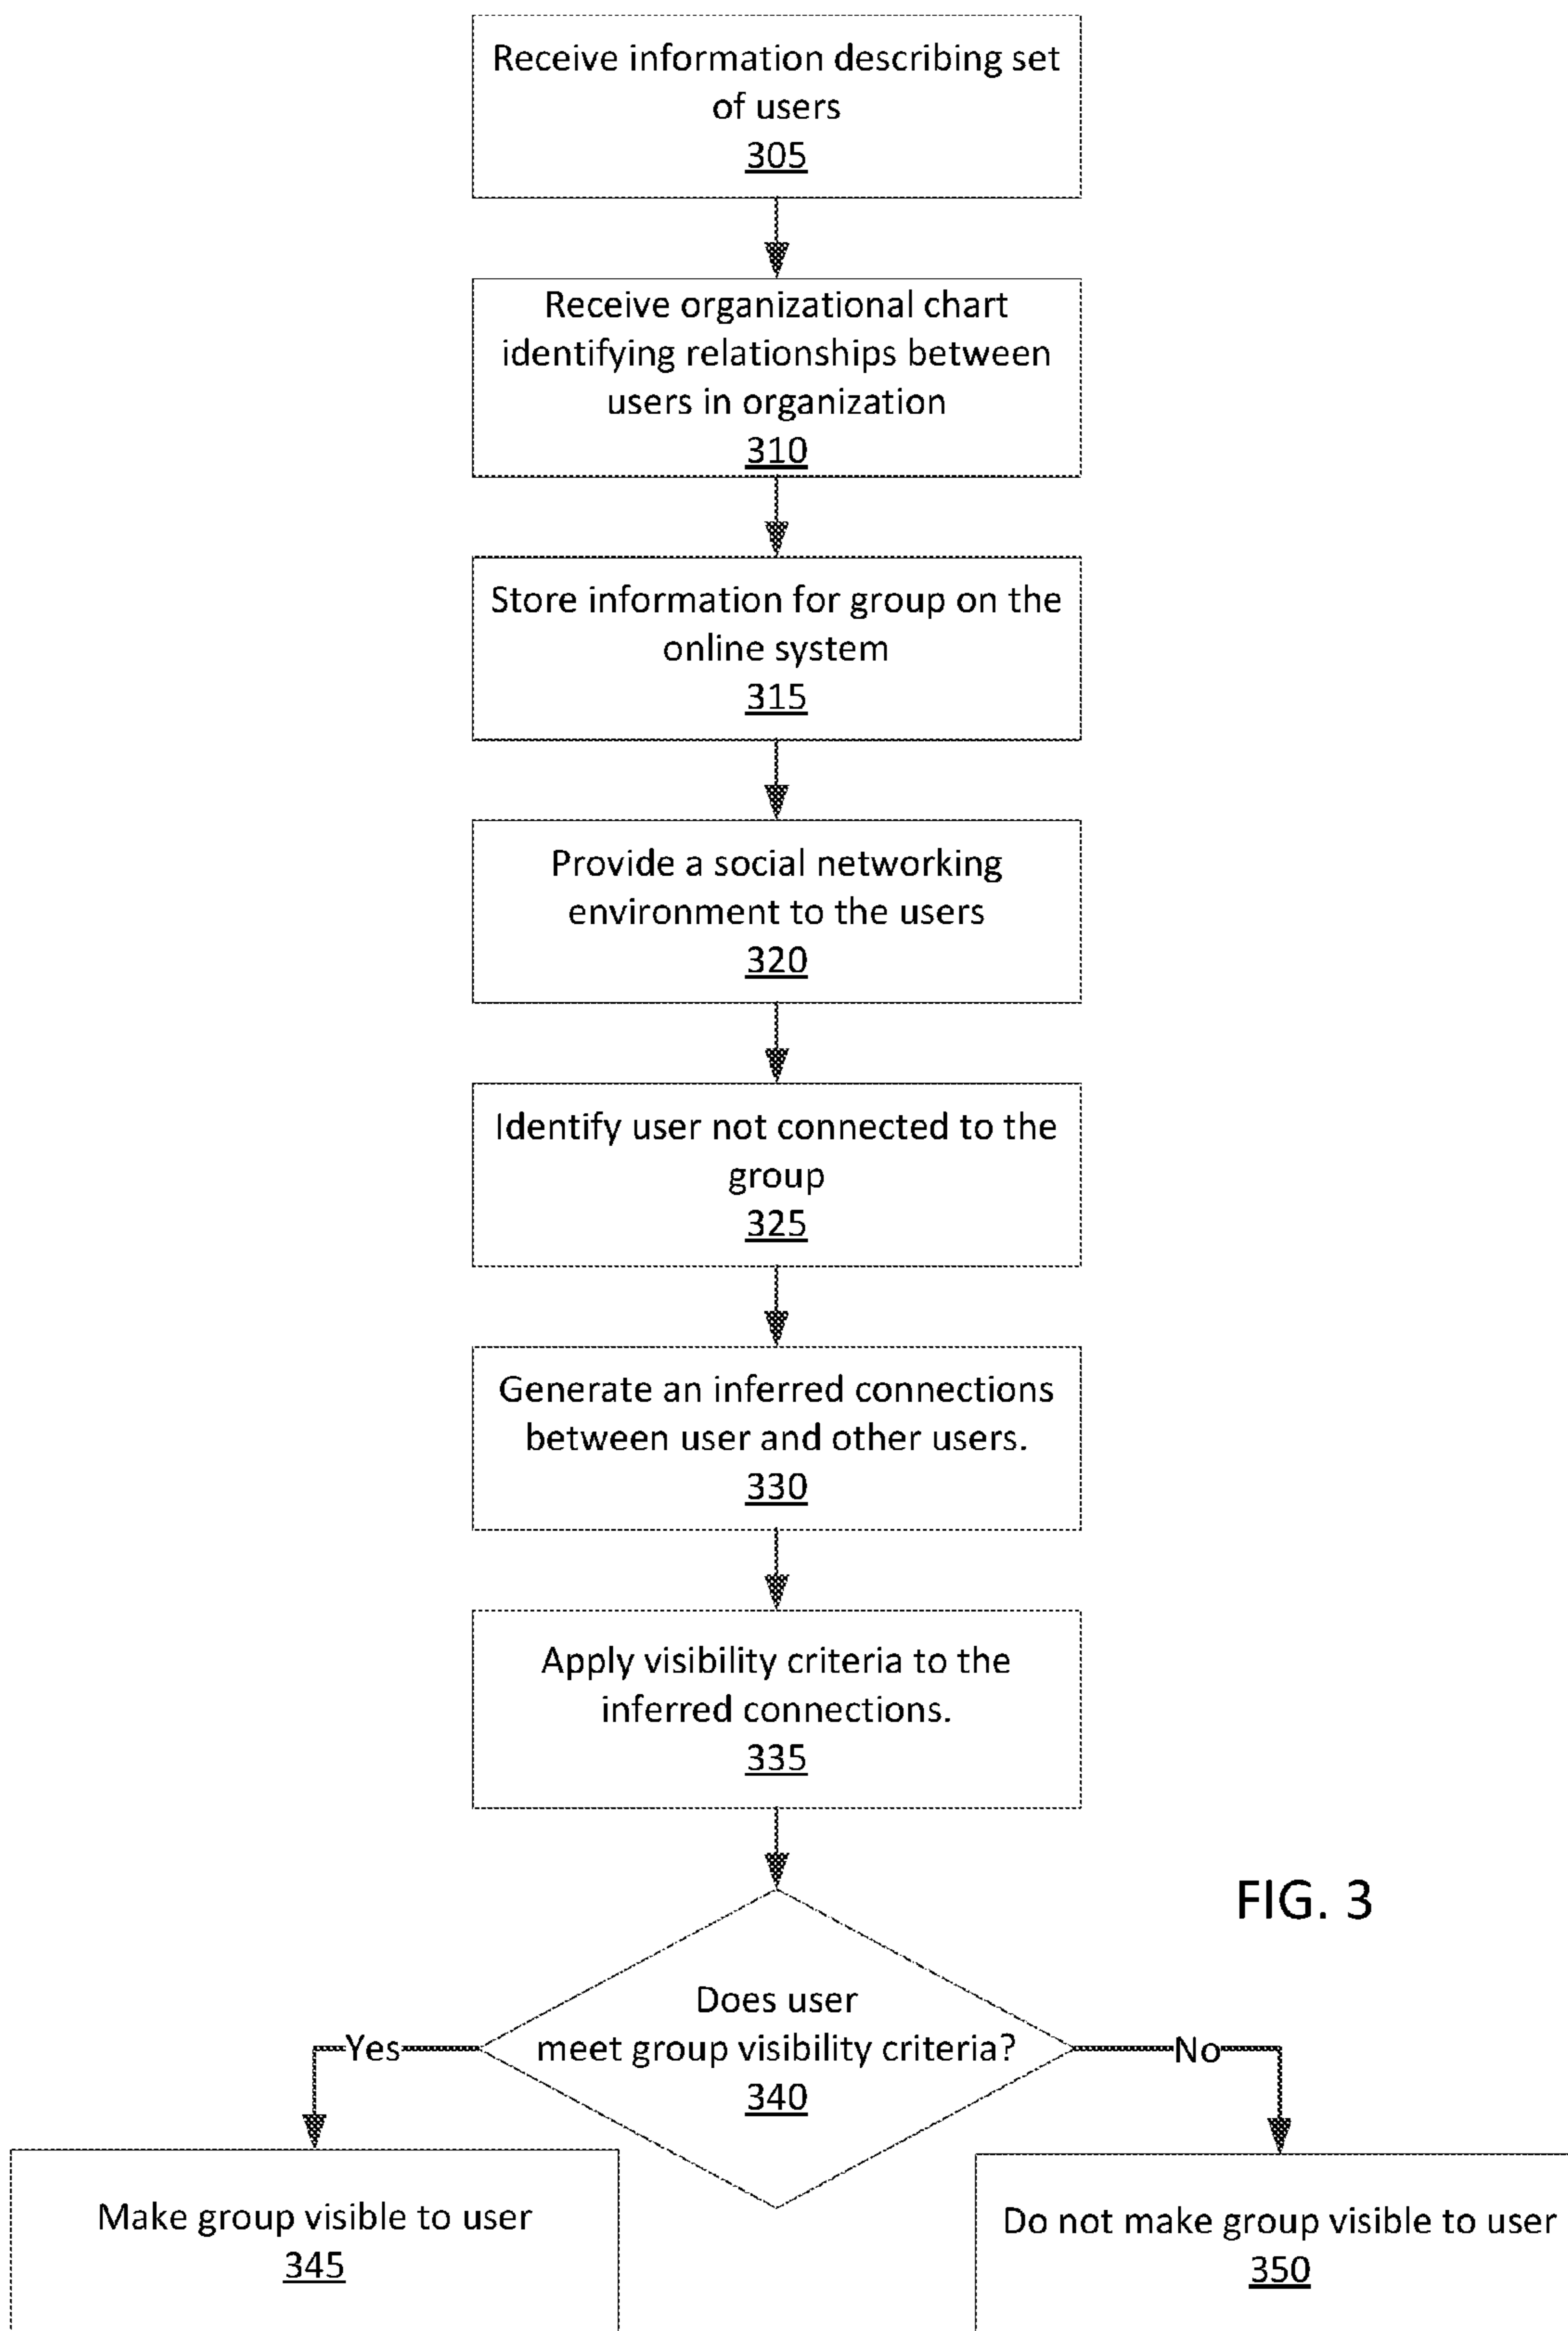 Receive information describing set
of users
305
Receive organizational chart
identifying relationships between
users in organization
310
Store information for group on the
online system
315
Provide a social networking
environment to the users
320
Identify user not connected to the
group
325
Generate an inferred connections
between user and other users.
330
Apply visibility criteria to the
inferred connections.
335
FIG. 3
Does user
meet group visibility criteria?
340
Yes
No
Make group visible to user
345
Do not make group visible to user
350